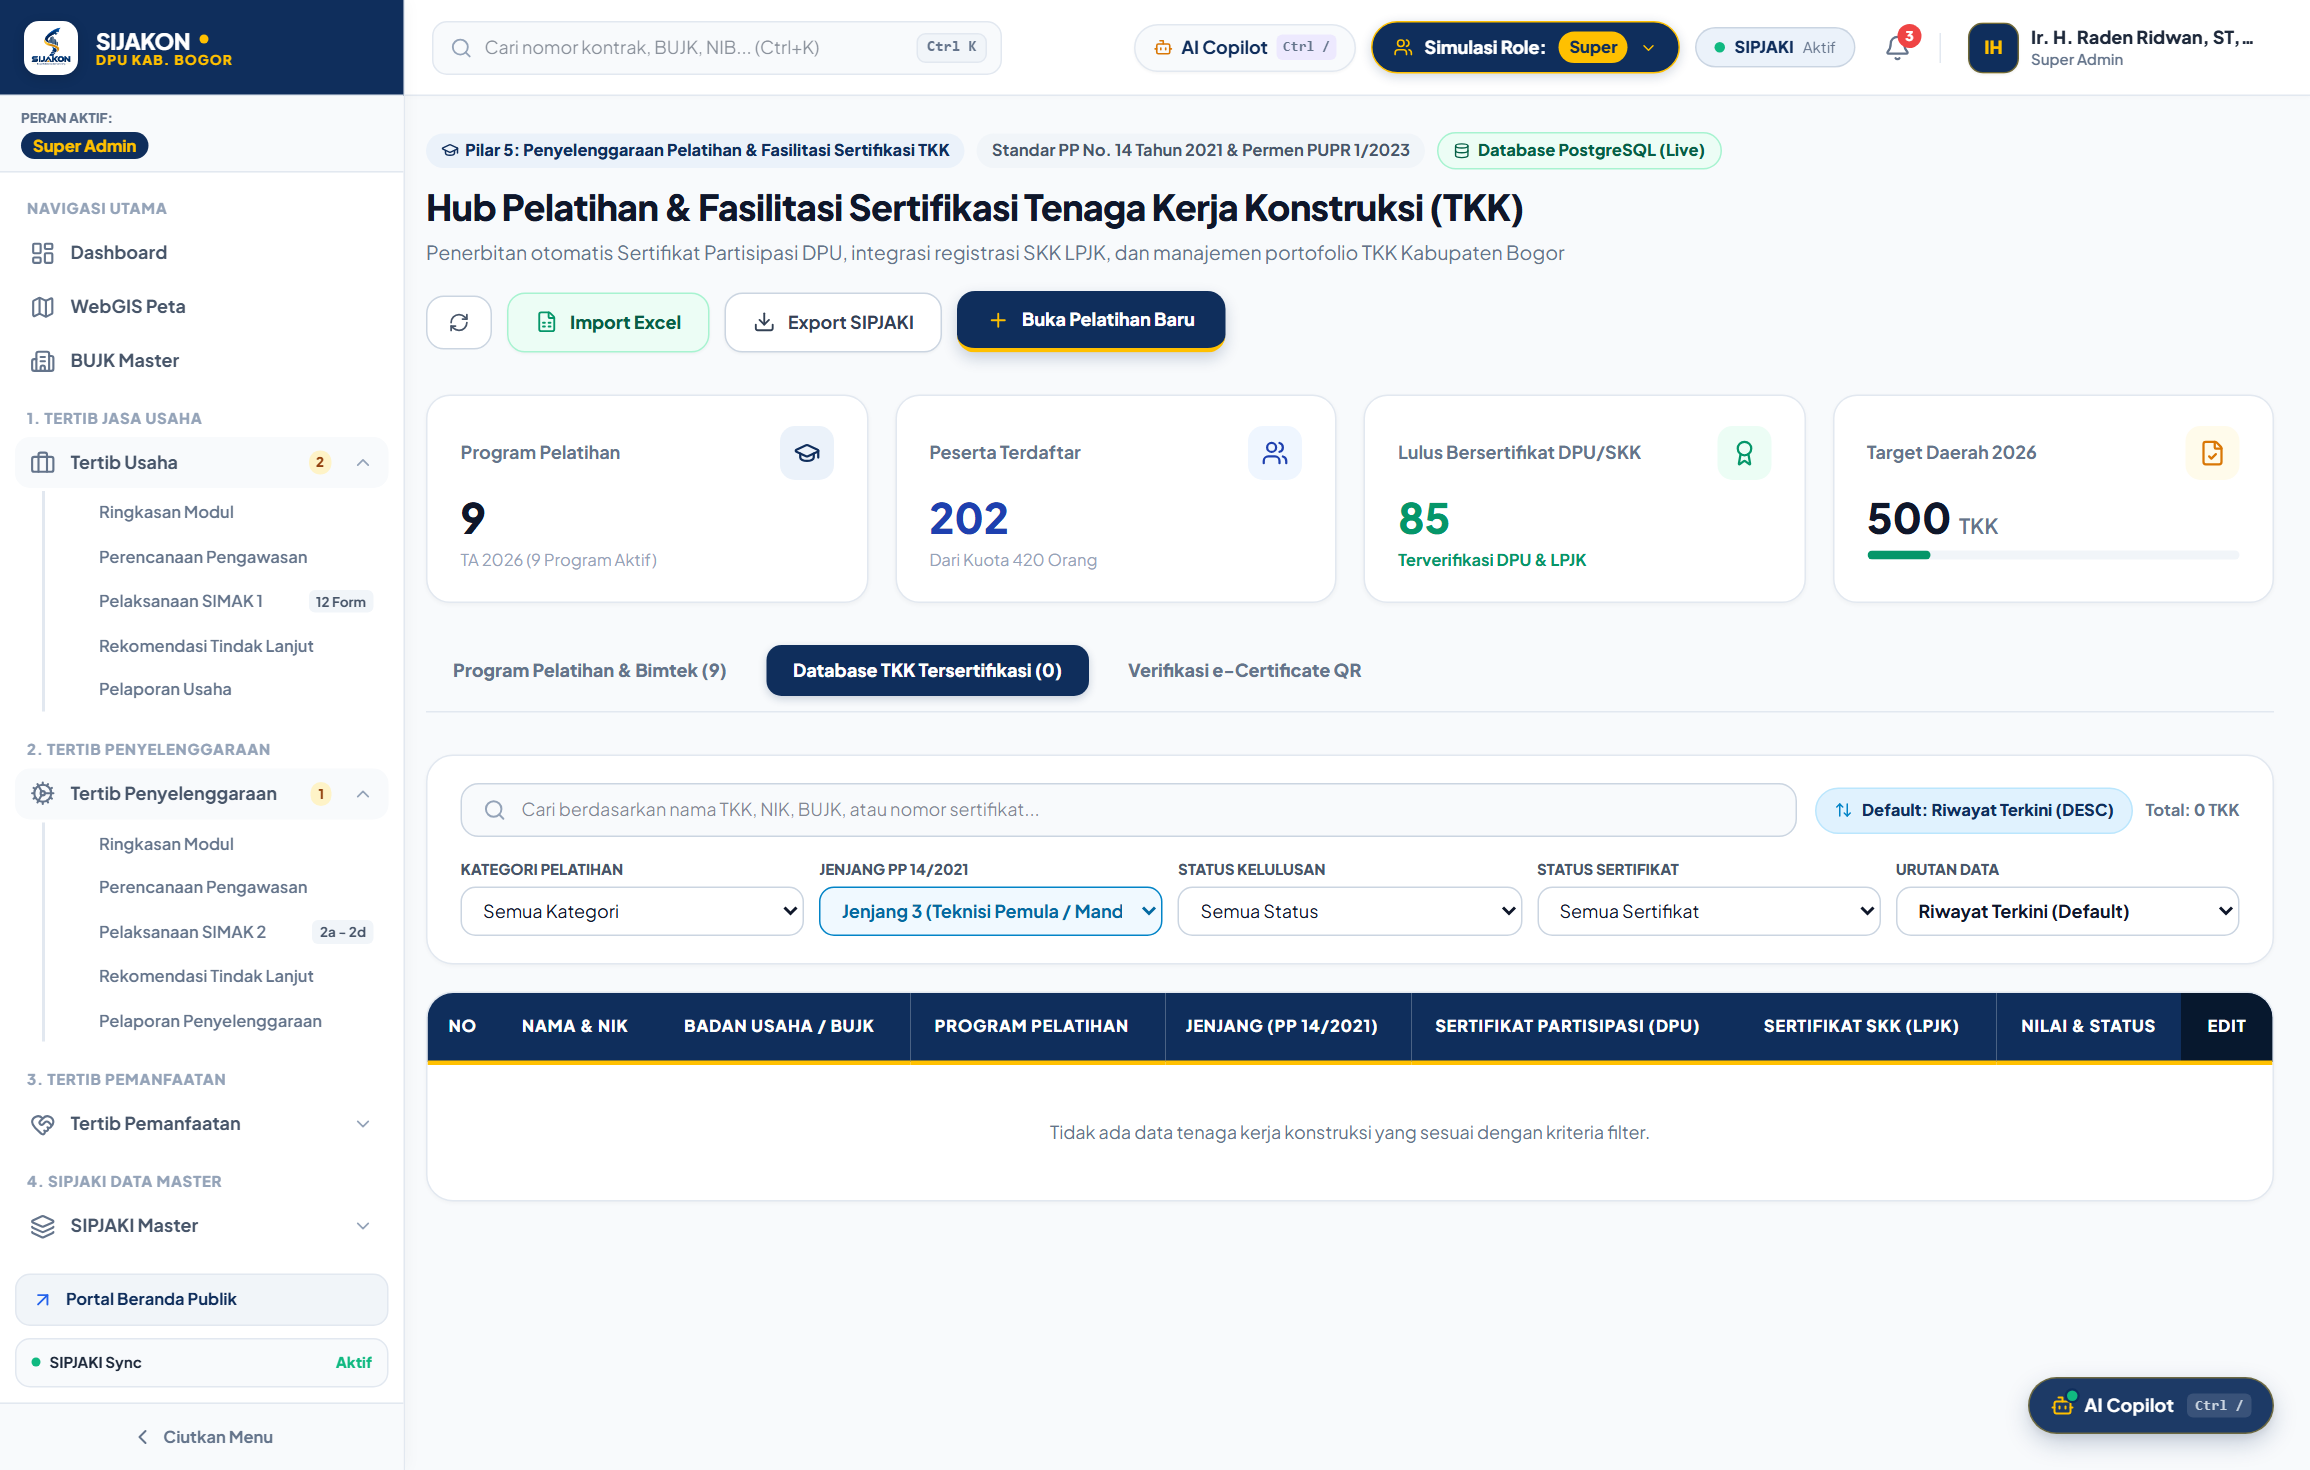 SIJAKON
DPU KAB. BOGOR
SIJAKON
Cari nomor kontrak, BUJK, NIB... (Ctrl+K)
Ctrl K
AI Copilot
Ctrl /
Simulasi Role:
Super
SIPJAKI Aktif
3
IH
Ir. H. Raden Ridwan, ST,...
Super Admin
PERAN AKTIF:
Super Admin
NAVIGASI UTAMA
Dashboard
WebGIS Peta
BUJK Master
1. TERTIB JASA USAHA
Tertib Usaha
2
Ringkasan Modul
Perencanaan Pengawasan
Pelaksanaan SIMAK 1
12 Form
Rekomendasi Tindak Lanjut
Pelaporan Usaha
2. TERTIB PENYELENGGARAAN
Tertib Penyelenggaraan
1
Ringkasan Modul
Perencanaan Pengawasan
Pelaksanaan SIMAK 2
2a - 2d
Rekomendasi Tindak Lanjut
Pelaporan Penyelenggaraan
3. TERTIB PEMANFAATAN
Tertib Pemanfaatan
4. SIPJAKI DATA MASTER
SIPJAKI Master
Portal Beranda Publik
SIPJAKI Sync
Aktif
Ciutkan Menu
Pilar 5: Penyelenggaraan Pelatihan & Fasilitasi Sertifikasi TKK
Standar PP No. 14 Tahun 2021 & Permen PUPR 1/2023
Database PostgreSQL (Live)
Hub Pelatihan & Fasilitasi Sertifikasi Tenaga Kerja Konstruksi (TKK)
Penerbitan otomatis Sertifikat Partisipasi DPU, integrasi registrasi SKK LPJK, dan manajemen portofolio TKK Kabupaten Bogor
Import Excel
Export SIPJAKI
Buka Pelatihan Baru
Program Pelatihan
9
TA 2026 (9 Program Aktif)
Peserta Terdaftar
202
Dari Kuota 420 Orang
Lulus Bersertifikat DPU/SKK
85
Terverifikasi DPU & LPJK
Target Daerah 2026
500 TKK
Program Pelatihan & Bimtek (9)
Database TKK Tersertifikasi (0)
Verifikasi e-Certificate QR
Cari berdasarkan nama TKK, NIK, BUJK, atau nomor sertifikat...
Default: Riwayat Terkini (DESC)
Total: 0 TKK
KATEGORI PELATIHAN
Semua Kategori
JENJANG PP 14/2021
Jenjang 3 (Teknisi Pemula / Mand
STATUS KELULUSAN
Semua Status
STATUS SERTIFIKAT
Semua Sertifikat
URUTAN DATA
Riwayat Terkini (Default)
NO
NAMA & NIK
BADAN USAHA / BUJK
PROGRAM PELATIHAN
JENJANG (PP 14/2021)
SERTIFIKAT PARTISIPASI (DPU)
SERTIFIKAT SKK (LPJK)
NILAI & STATUS
EDIT
Tidak ada data tenaga kerja konstruksi yang sesuai dengan kriteria filter.
AI Copilot
Ctrl /